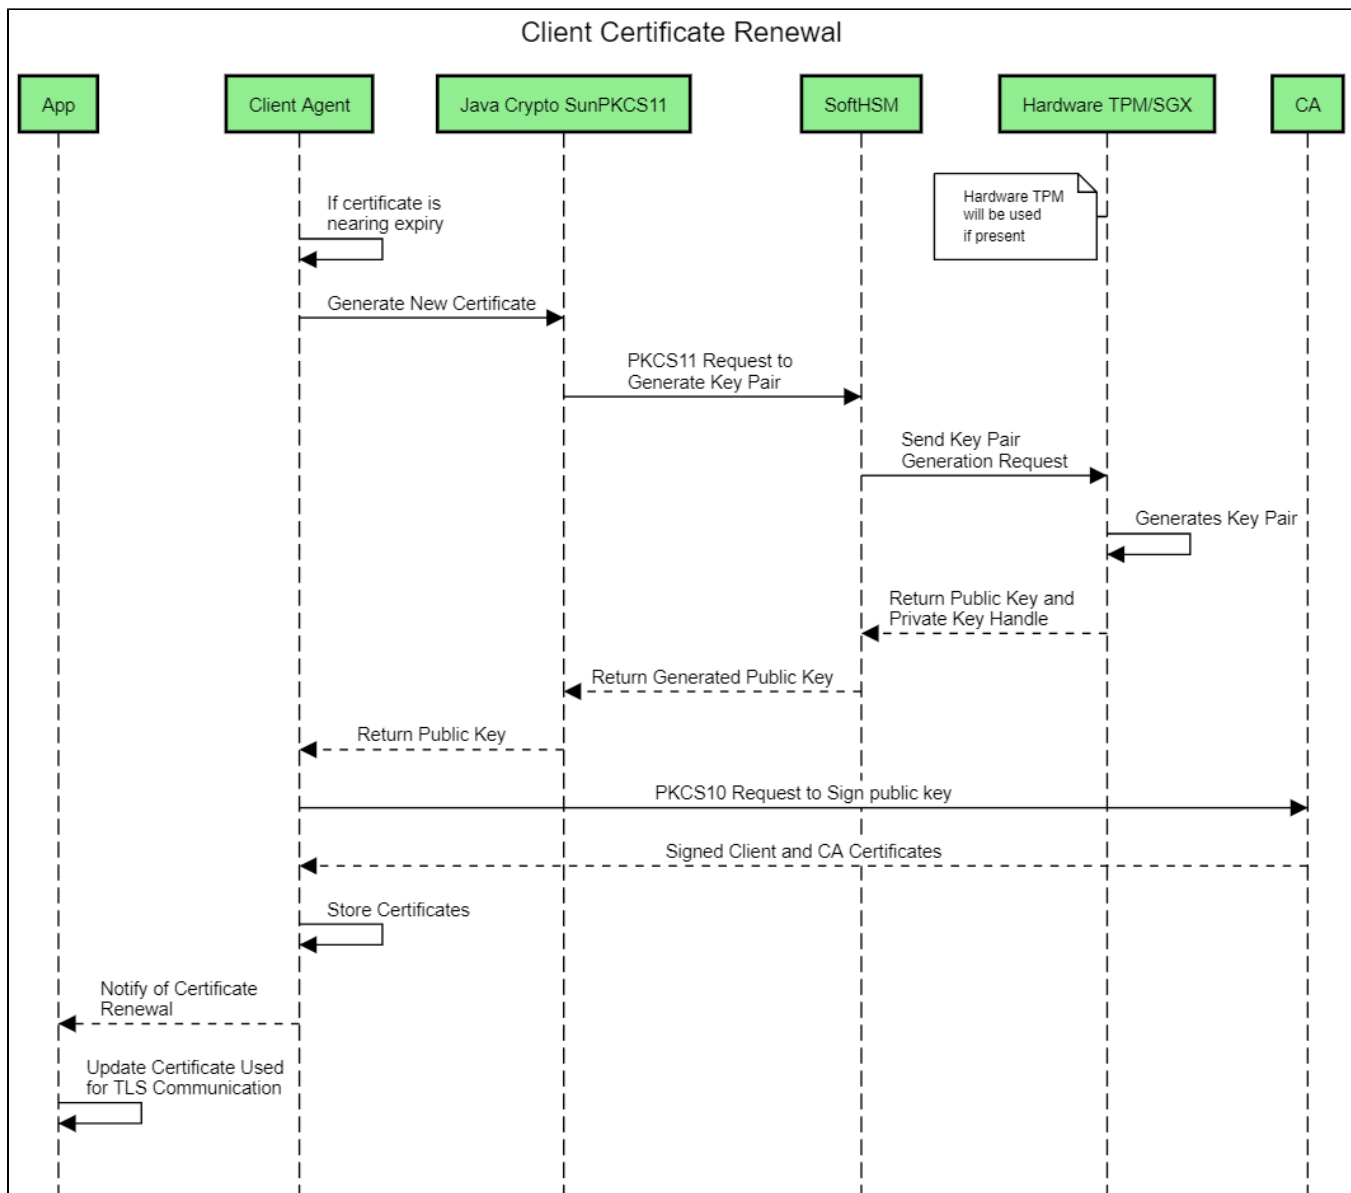 Client Certificate Renewal
App
Client Agent
Java Crypto SunPKCS11
SoftHSM
Hardware TPM/SGX
CA
Hardware TPM
will be used
if present
If certificate is
nearing expiry
Generate New Certificate
PKCS11 Request to
Generate Key Pair
Send Key Pair
Generation Request
Generates Key Pair
Return Public Key and
Private Key Handle
Return Generated Public Key
Return Public Key
PKCS10 Request to Sign public key
Signed Client and CA Certificates
Store Certificates
Notify of Certificate
Renewal
Update Certificate Used
for TLS Communication